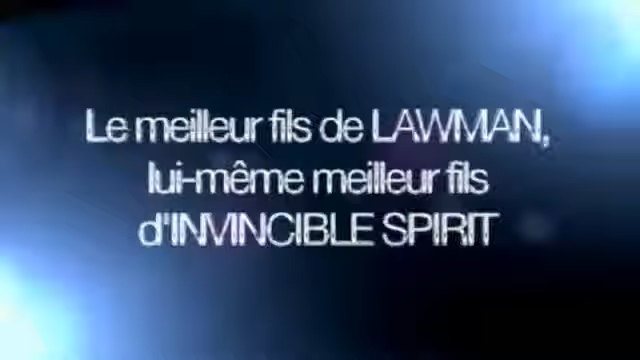 Le meilleur fils de LAWMAN,
lui-même meilleur fils
d'INVINCIBLE SPIRIT